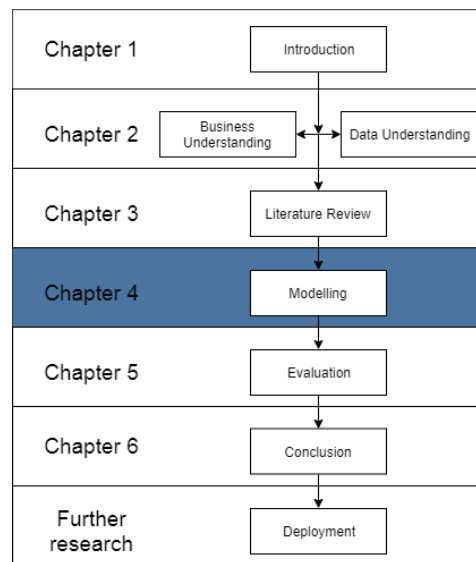 Chapter 1
Introduction
Chapter 2
Business
Understanding
Data Understanding
Chapter 3
Literature Review
Chapter 4
Modelling
Chapter 5
Evaluation
Chapter 6
Conclusion
Further
research
Deployment